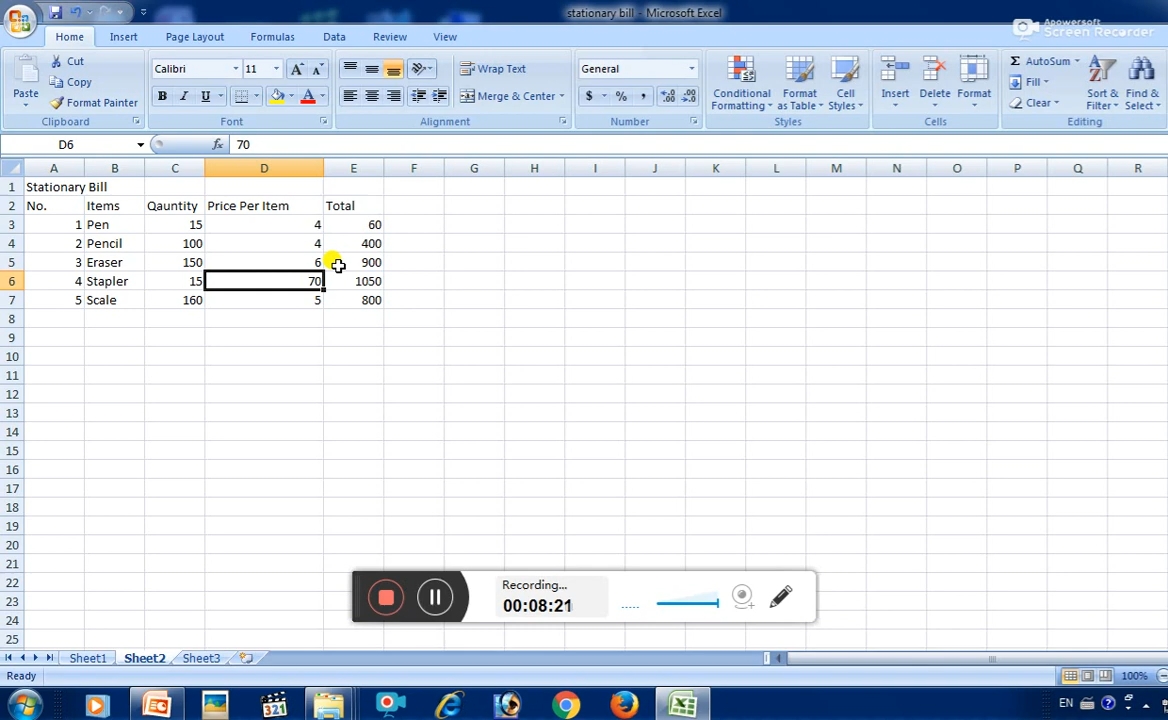 stationary bill - Microsoft Excel
Apowersoft
Screen Recorder
Home Insert Page Layout Formulas Data Review View
Paste
Cut
Copy
Format Painter
Clipboard
Calibri 11
B I U
Font
Wrap Text
Merge & Center
Alignment
General
$ % ,
Number
Conditional Formatting
Format as Table
Cell Styles
Styles
Insert Delete Format
Cells
Σ AutoSum
Fill
Clear
Sort & Filter
Find & Select
Editing
D6 fx 70
A B C D E F G H I J K L M N O P Q R
1 Stationary Bill
2 No. Items Qauntity Price Per Item Total
3 1 Pen 15 4 60
4 2 Pencil 100 4 400
5 3 Eraser 150 6 900
6 4 Stapler 15 70 1050
7 5 Scale 160 5 800
8
9
10
11
12
13
14
15
16
17
18
19
20
21
22
23
24
25
Recording...
00:08:21
Sheet1 Sheet2 Sheet3
Ready 100%
321
EN